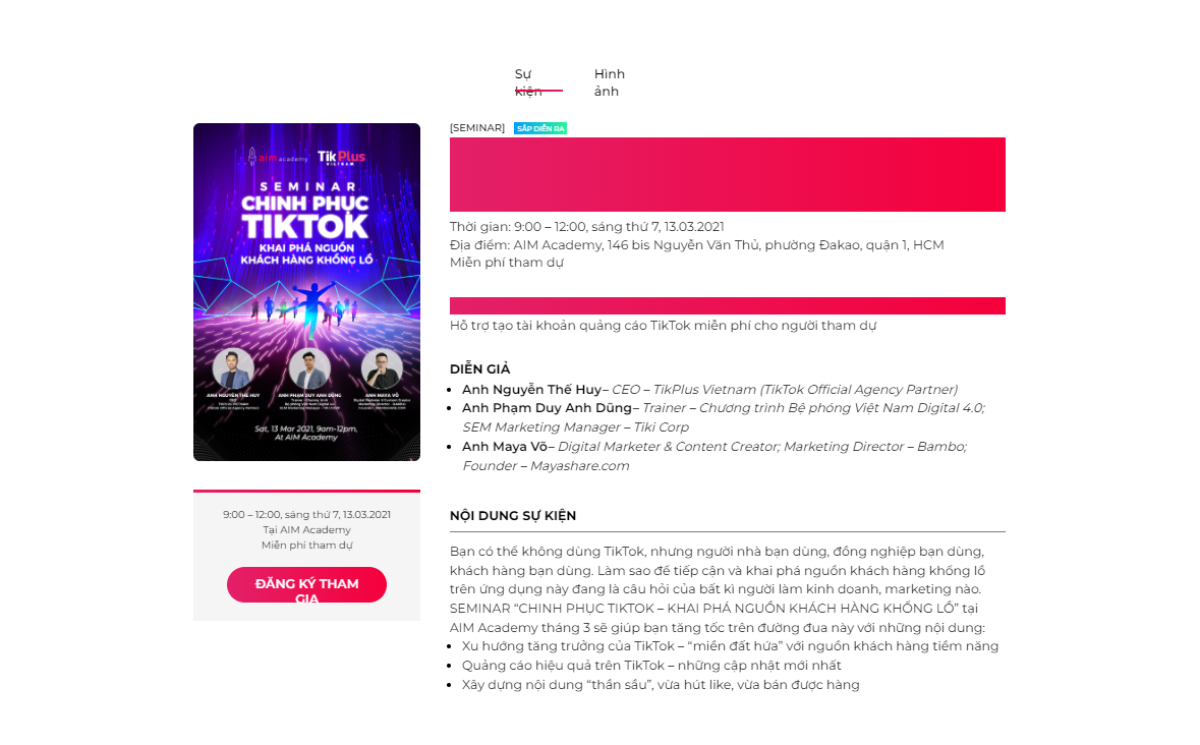 Sự
kiện
Hình
ảnh
aim academy
TikPlus
VIETNAM
SEMINAR
CHINH PHỤC
TIKTOK
KHAI PHÁ NGUỒN
KHÁCH HÀNG KHỔNG LỒ
ANH NGUYỄN THẾ HUY
ANH PHẠM DUY ANH DŨNG
ANH MAYA VÕ
Sat, 13 Mar 2021, 9am-12pm,
At AIM Academy
9:00 – 12:00, sáng thứ 7, 13.03.2021
Tại AIM Academy
Miễn phí tham dự
ĐĂNG KÝ THAM
GIA
[SEMINAR] SẮP DIỄN RA
Thời gian: 9:00 – 12:00, sáng thứ 7, 13.03.2021
Địa điểm: AIM Academy, 146 bis Nguyễn Văn Thủ, phường Đakao, quận 1, HCM
Miễn phí tham dự
Hỗ trợ tạo tài khoản quảng cáo TikTok miễn phí cho người tham dự
DIỄN GIẢ
Anh Nguyễn Thế Huy– CEO – TikPlus Vietnam (TikTok Official Agency Partner)
Anh Phạm Duy Anh Dũng– Trainer – Chương trình Bệ phóng Việt Nam Digital 4.0;
SEM Marketing Manager – Tiki Corp
Anh Maya Võ– Digital Marketer & Content Creator; Marketing Director – Bambo;
Founder – Mayashare.com
NỘI DUNG SỰ KIỆN
Bạn có thể không dùng TikTok, nhưng người nhà bạn dùng, đồng nghiệp bạn dùng,
khách hàng bạn dùng. Làm sao để tiếp cận và khai phá nguồn khách hàng khổng lồ
trên ứng dụng này đang là câu hỏi của bất kì người làm kinh doanh, marketing nào.
SEMINAR “CHINH PHỤC TIKTOK – KHAI PHÁ NGUỒN KHÁCH HÀNG KHỔNG LỒ” tại
AIM Academy tháng 3 sẽ giúp bạn tăng tốc trên đường đua này với những nội dung:
Xu hướng tăng trưởng của TikTok – “miền đất hứa” với nguồn khách hàng tiềm năng
Quảng cáo hiệu quả trên TikTok – những cập nhật mới nhất
Xây dựng nội dung “thần sầu”, vừa hút like, vừa bán được hàng